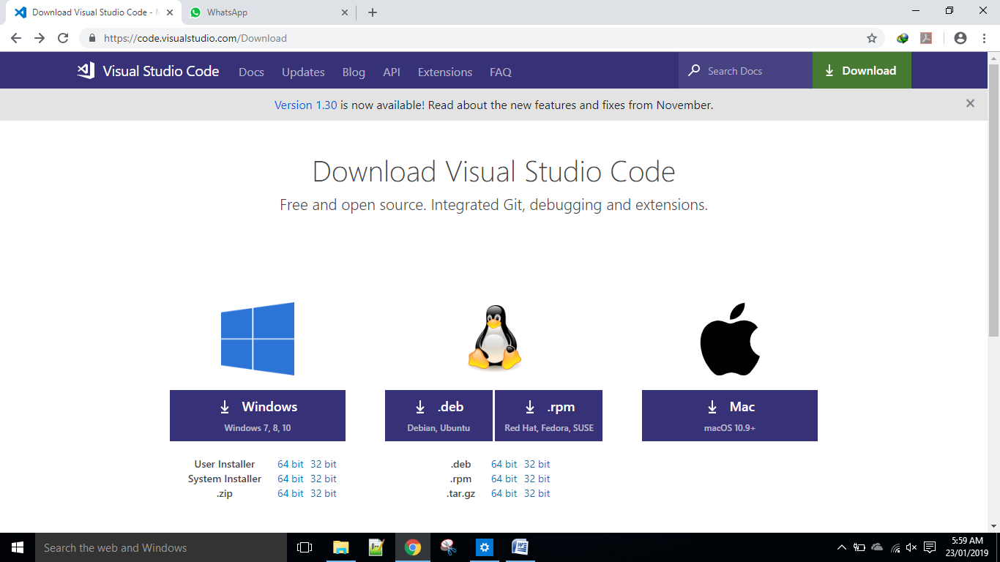 Download Visual Studio Code - M
WhatsApp
https://code.visualstudio.com/Download
Visual Studio Code Docs Updates Blog API Extensions FAQ Search Docs Download
Version 1.30 is now available! Read about the new features and fixes from November.
Download Visual Studio Code
Free and open source. Integrated Git, debugging and extensions.
Windows
Windows 7, 8, 10
.deb
Debian, Ubuntu
.rpm
Red Hat, Fedora, SUSE
Mac
macOS 10.9+
User Installer 64 bit 32 bit
System Installer 64 bit 32 bit
.zip 64 bit 32 bit
.deb 64 bit 32 bit
.rpm 64 bit 32 bit
.tar.gz 64 bit 32 bit
Search the web and Windows
5:59 AM
23/01/2019